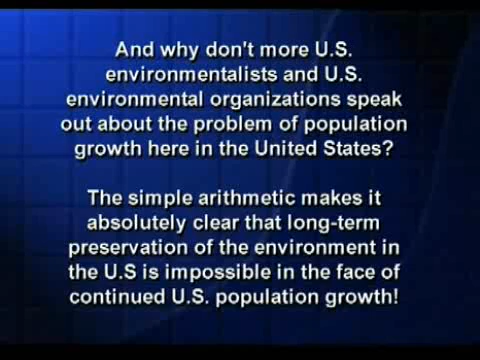 And why don't more U.S.
environmentalists and U.S.
environmental organizations speak
out about the problem of population
growth here in the United States?
The simple arithmetic makes it
absolutely clear that long-term
preservation of the environment in
the U.S is impossible in the face of
continued U.S. population growth!